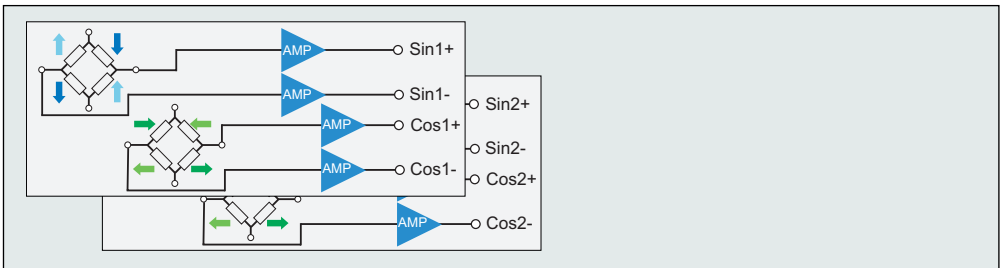 AMP Sin1+
AMP Sin1-
Sin2+
AMP Cos1+
Sin2-
AMP Cos1-
Cos2+
AMP Cos2-